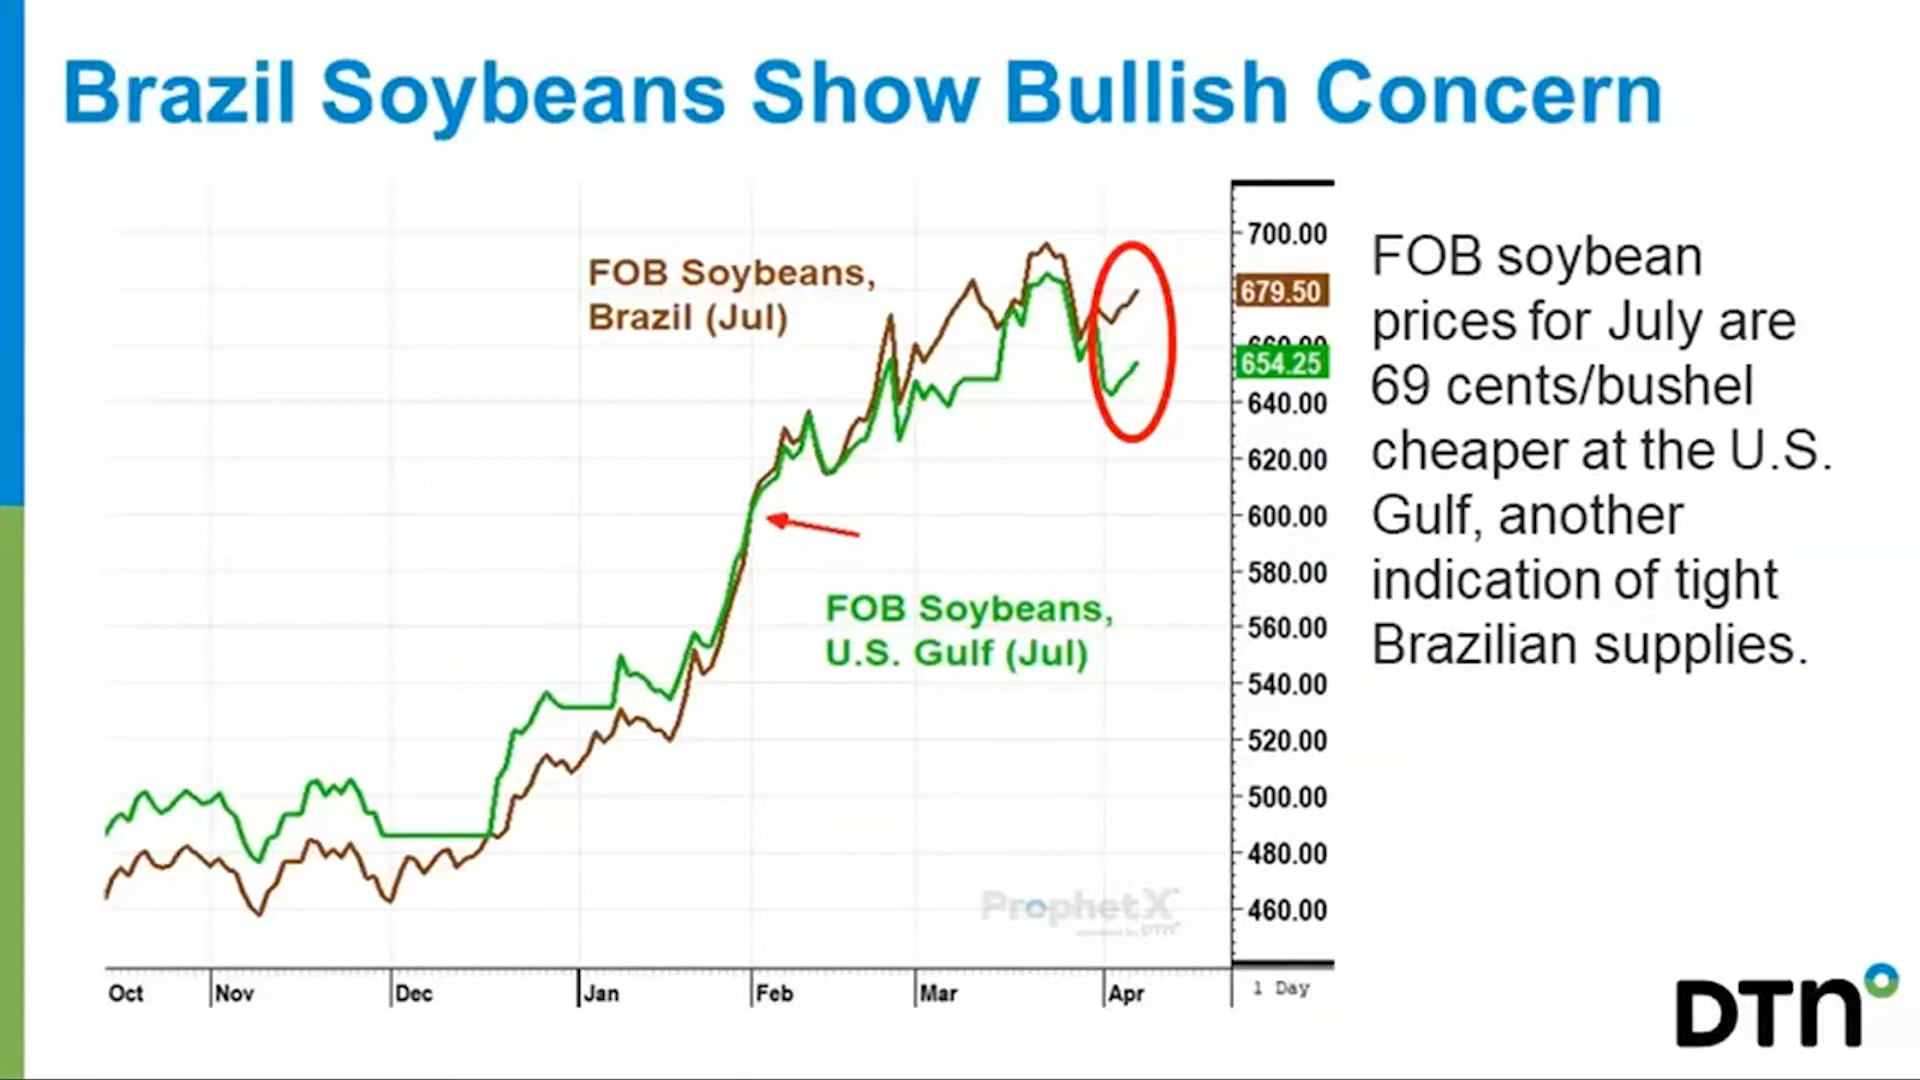 Brazil Soybeans Show Bullish Concern
FOB Soybeans,
Brazil (Jul)
FOB Soybeans,
U.S. Gulf (Jul)
700.00
679.50
660.00
654.25
640.00
620.00
600.00
580.00
560.00
540.00
520.00
500.00
480.00
460.00
ProphetX
Oct
Nov
Dec
Jan
Feb
Mar
Apr
1 Day
FOB soybean
prices for July are
69 cents/bushel
cheaper at the U.S.
Gulf, another
indication of tight
Brazilian supplies.
DTN